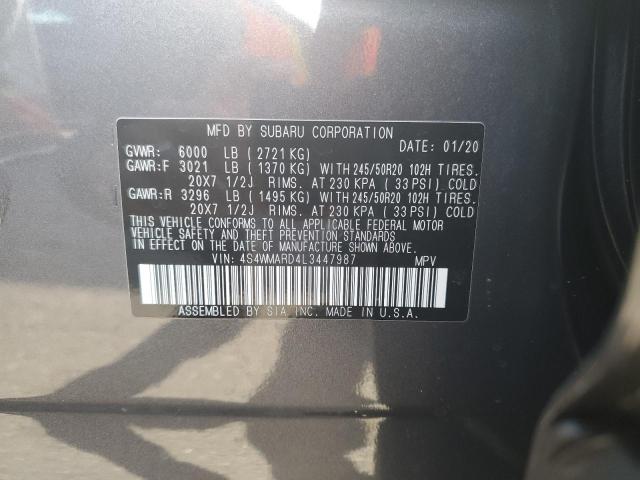 MFD BY SUBARU CORPORATION
DATE: 01/20
GVWR: 6000 LB ( 2721 KG)
GAWR:F 3021 LB ( 1370 KG) WITH 245/50R20 102H TIRES.
20X7 1/2J RIMS. AT 230 KPA ( 33 PSI) COLD
GAWR:R 3296 LB ( 1495 KG) WITH 245/50R20 102H TIRES.
20X7 1/2J RIMS. AT 230 KPA ( 33 PSI) COLD
THIS VEHICLE CONFORMS TO ALL APPLICABLE FEDERAL MOTOR
VEHICLE SAFETY AND THEFT PREVENTION STANDARDS
IN EFFECT ON THE DATE OF MANUFACTURE SHOWN ABOVE.
VIN: 4S4WMARD4L3447987 MPV
ASSEMBLED BY SIA, INC. MADE IN U.S.A.